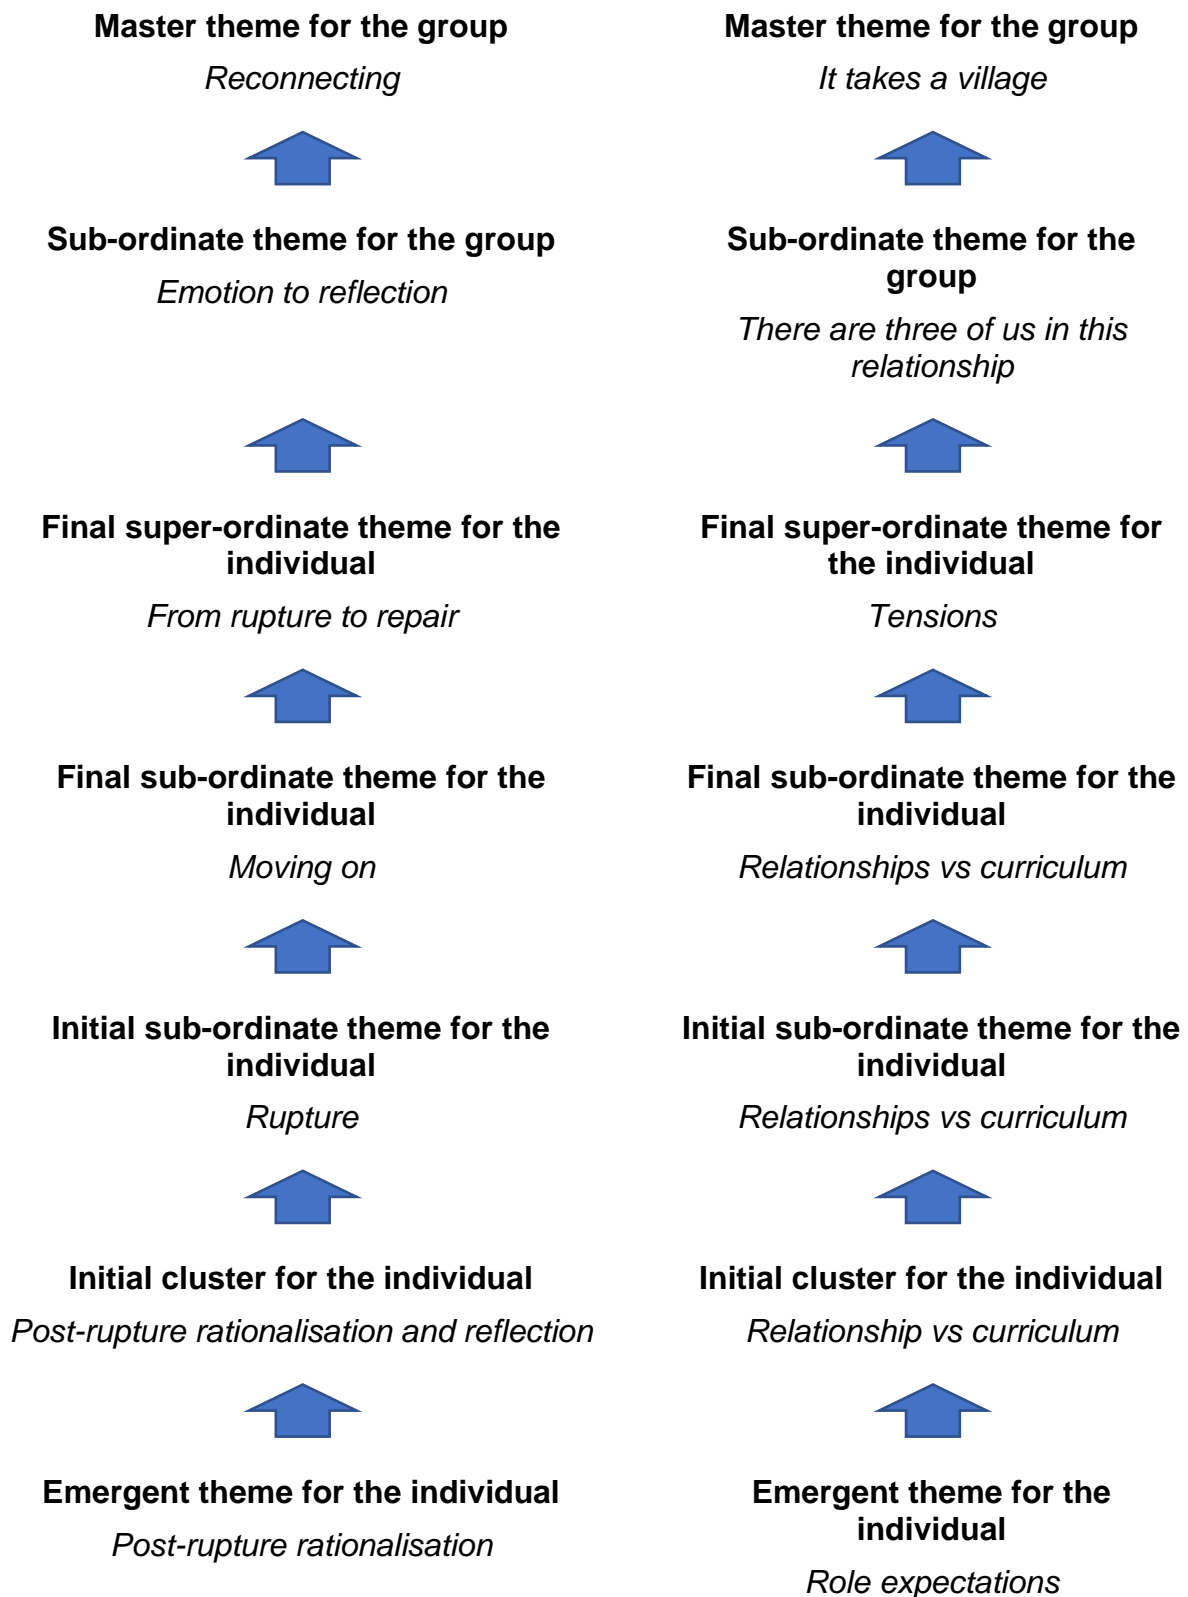 Master theme for the group
Reconnecting
Sub-ordinate theme for the group
Emotion to reflection
Final super-ordinate theme for the
individual
From rupture to repair
Final sub-ordinate theme for the
individual
Moving on
Initial sub-ordinate theme for the
individual
Rupture
Initial cluster for the individual
Post-rupture rationalisation and reflection
Emergent theme for the individual
Post-rupture rationalisation
Master theme for the group
It takes a village
Sub-ordinate theme for the
group
There are three of us in this
relationship
Final super-ordinate theme for
the individual
Tensions
Final sub-ordinate theme for the
individual
Relationships vs curriculum
Initial sub-ordinate theme for the
individual
Relationships vs curriculum
Initial cluster for the individual
Relationship vs curriculum
Emergent theme for the
individual
Role expectations